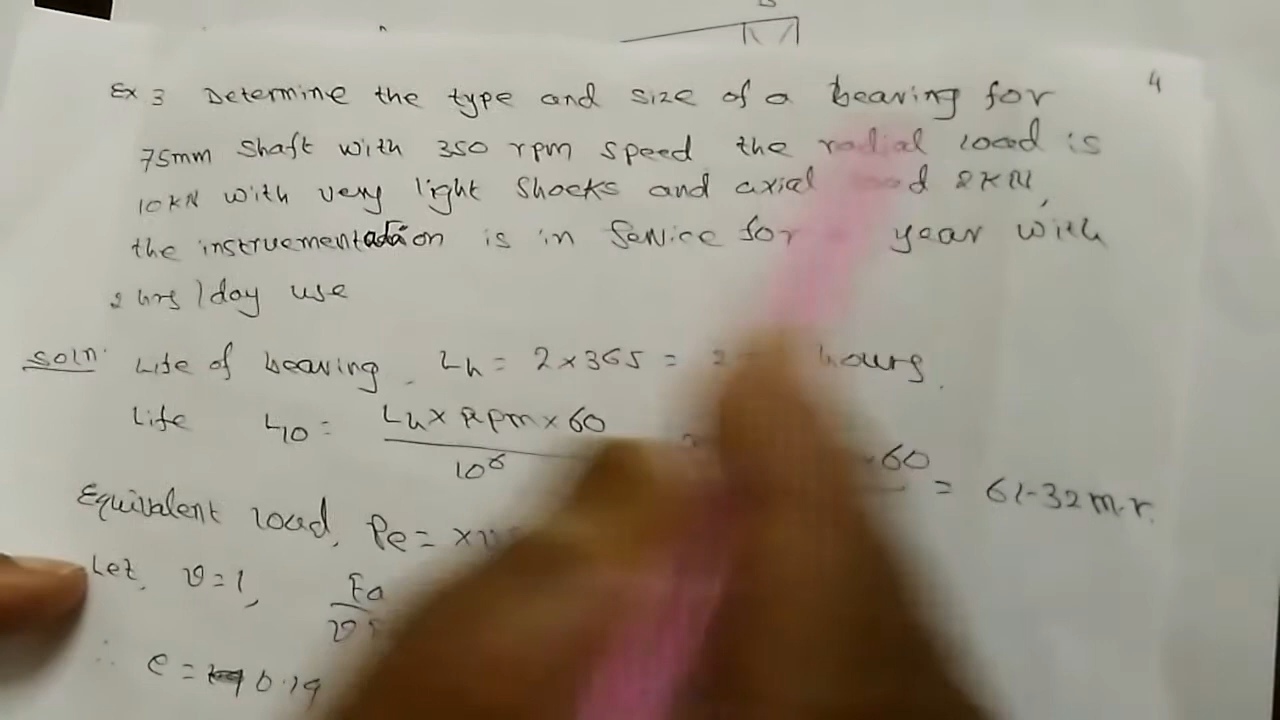 4
Ex 3 Determine the type and size of a bearing for
75mm shaft with 350 rpm speed the radial load is
10KN with very light shocks and axial 2KN,
the instruementation is in service for year with
2 hrs/day use
Soln. Life of bearing. Lh = 2×365 = hours.
Life L10 = Lh × Rpm × 60 / 10^6 60 = 61.32 m.r.
Equivalent load, Pe =
Let, v=1, Fa
∴ e = 0.19